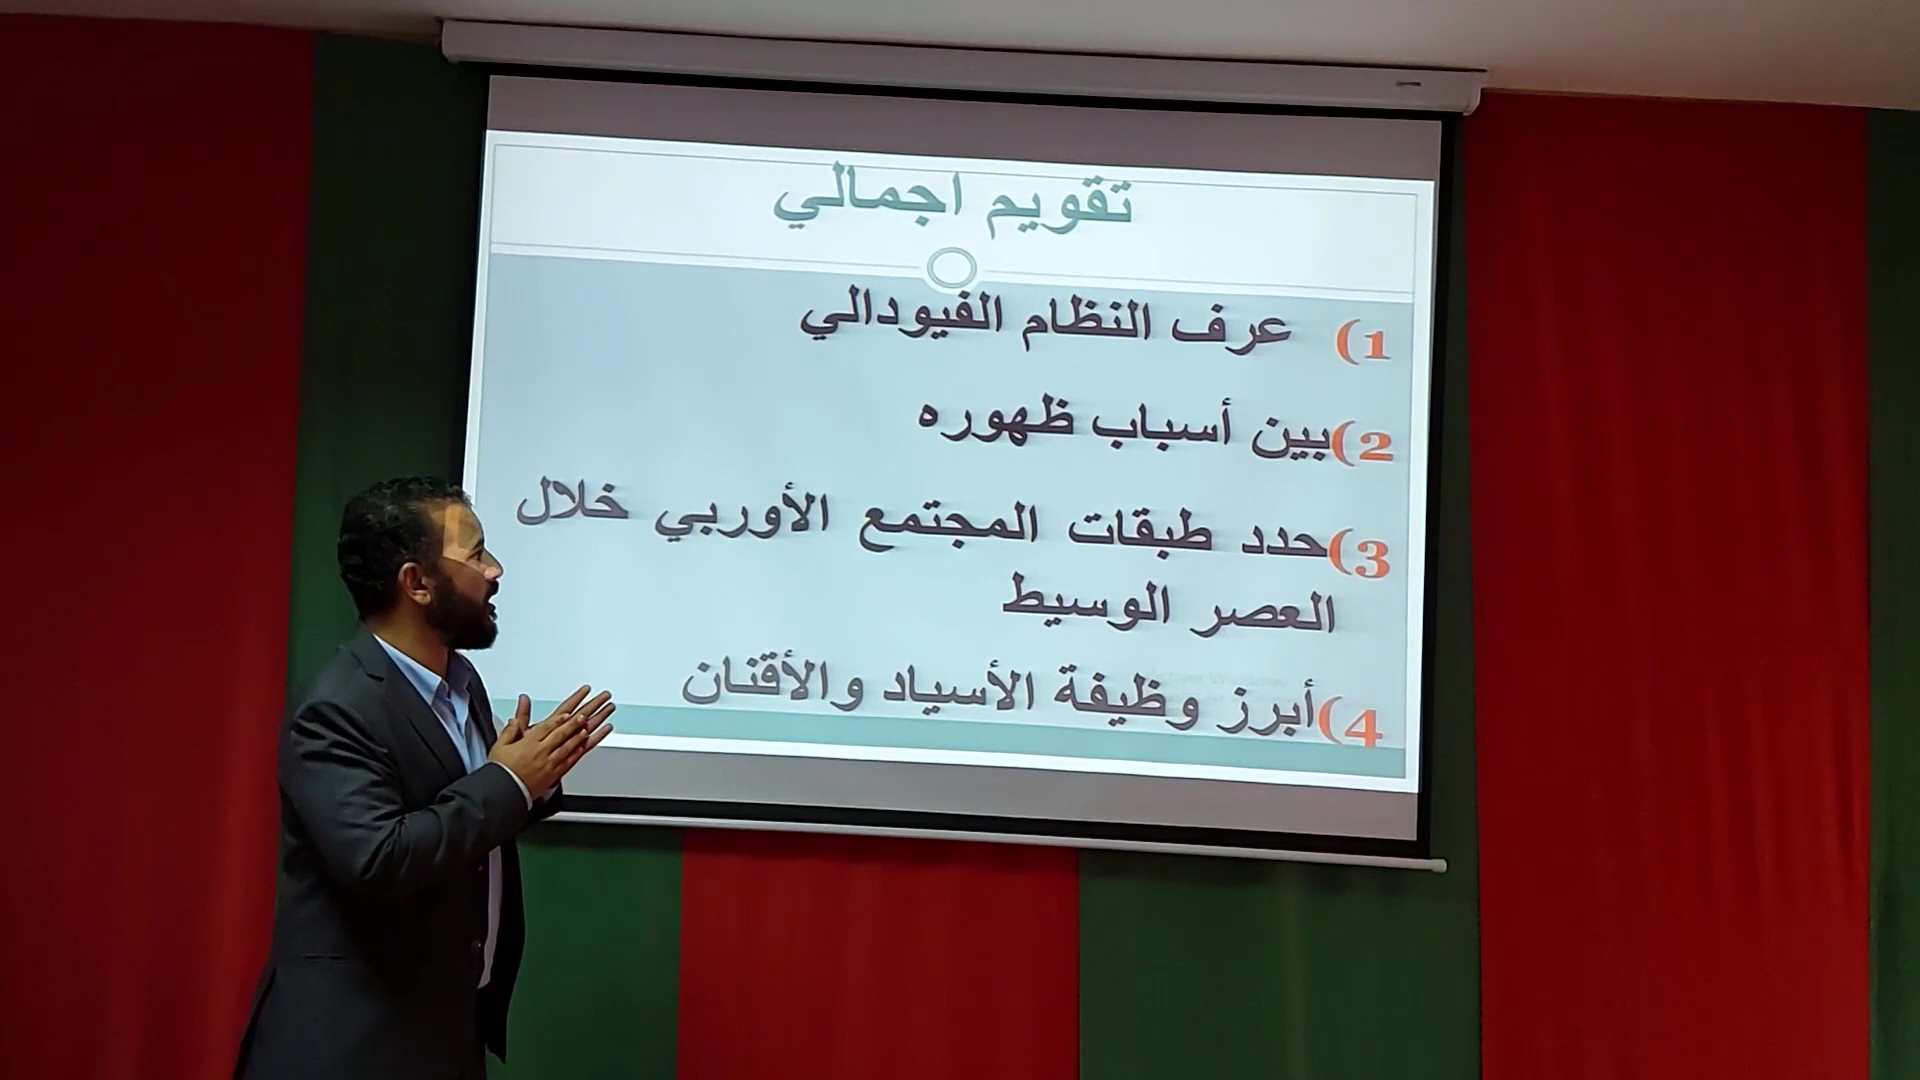 تقويم اجمالي
1) عرف النظام الفيودالي
2)بين أسباب ظهوره
3)حدد طبقات المجتمع الأوربي خلال
العصر الوسيط
4)أبرز وظيفة الأسياد والأقنان